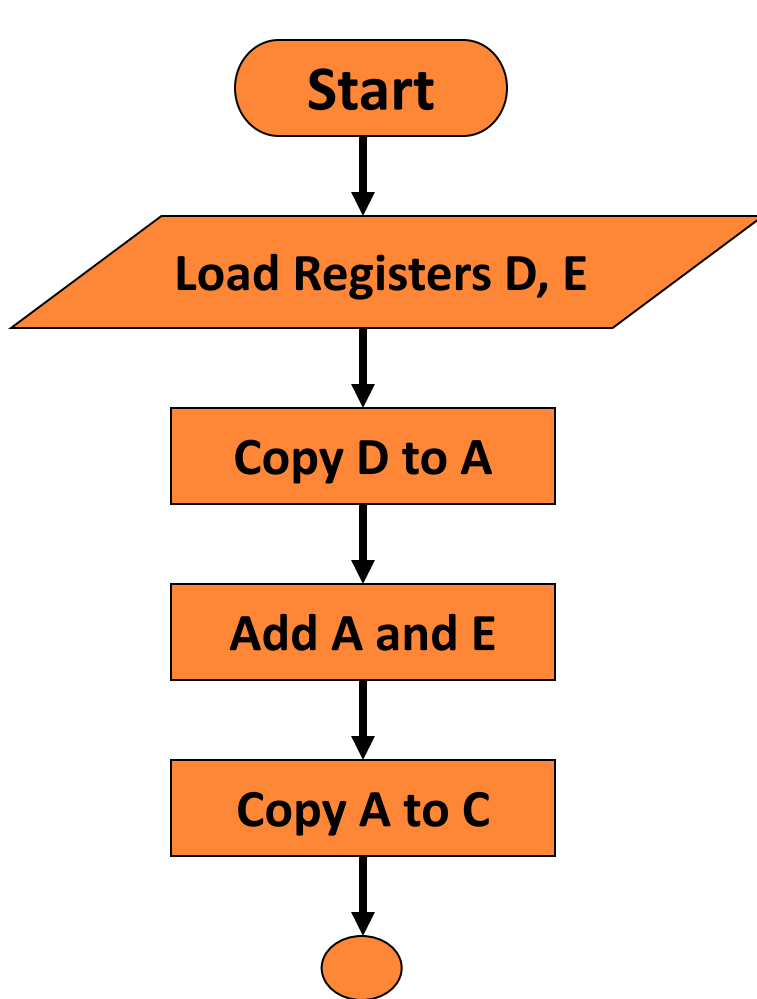 Start
Load Registers D, E
Copy D to A
Add A and E
Copy A to C